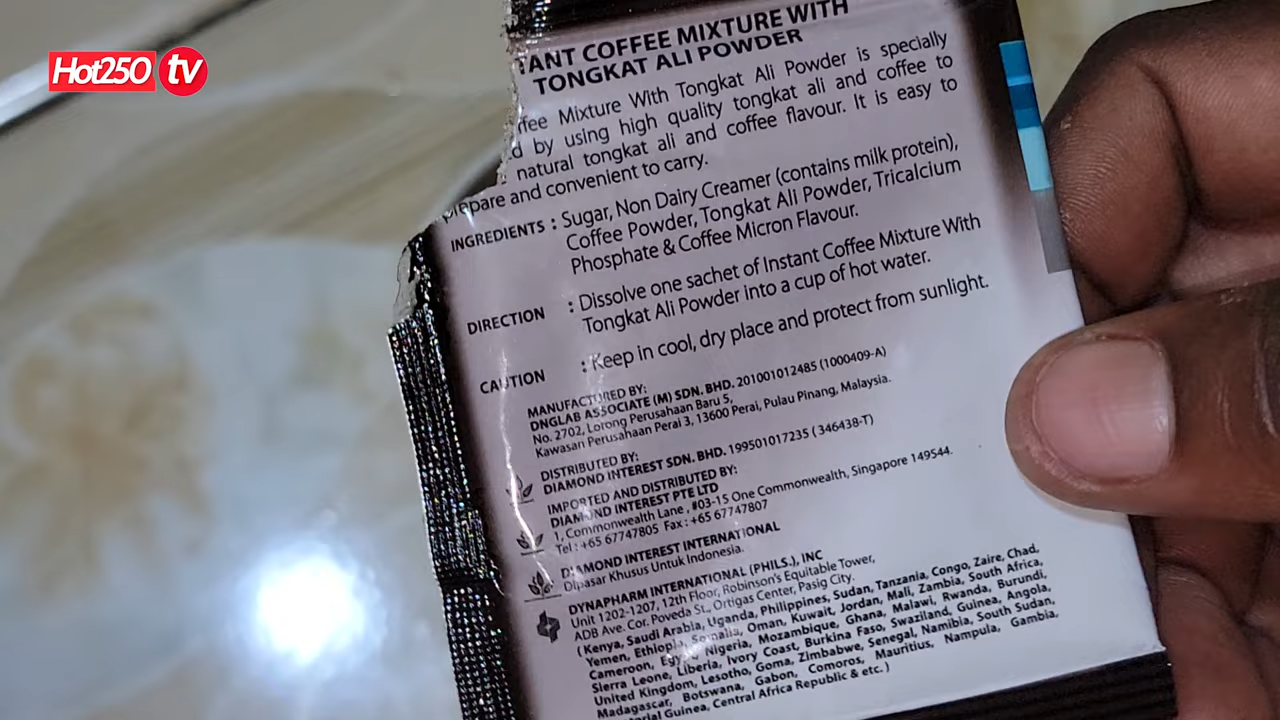 Hot250 tv
TANT COFFEE MIXTURE WITH
TONGKAT ALI POWDER
ffee Mixture With Tongkat Ali Powder is specially
d by using high quality tongkat ali and coffee to
natural tongkat all and coffee flavour. It is easy to
prepare and convenient to carry.
INGREDIENTS : Sugar, Non Dairy Creamer (contains milk protein),
Coffee Powder, Tongkat Ali Powder, Tricalcium
Phosphate & Coffee Micron Flavour.
DIRECTION : Dissolve one sachet of Instant Coffee Mixture With
Tongkat Ali Powder into a cup of hot water.
CAUTION : Keep in cool, dry place and protect from sunlight.
MANUFACTURED BY:
DNGLAB ASSOCIATE (M) SDN. BHD. 201001012485 (1000409-A)
No. 2702, Lorong Perusahaan Baru 5,
Kawasan Perusahaan Perai 3, 13600 Perai, Pulau Pinang, Malaysia.
DISTRIBUTED BY:
DIAMOND INTEREST SDN. BHD. 199501017235 ( 346438-T)
IMPORTED AND DISTRIBUTED BY:
DIAMOND INTEREST PTE LTD
1, Commonwealth Lane , #03-15 One Commonwealth, Singapore 149544.
Tel : +65 67747805 Fax : +65 67747807
DIAMOND INTEREST INTERNATIONAL
Dipasar Khusus Untuk Indonesia.
DYNAPHARM INTERNATIONAL (PHILS.), INC
Unit 1202-1207, 12th Floor, Robinson's Equitable Tower,
ADB Ave. Cor. Poveda St., Ortigas Center, Pasig City.
( Kenya, Saudi Arabia, Uganda, Philippines, Sudan, Tanzania, Congo, Zaire, Chad,
Yemen, Ethiopia, Somalia, Oman, Kuwait, Jordan, Mali, Zambia, South Africa,
Cameroon, Egypt, Nigeria, Mozambique, Ghana, Malawi, Rwanda, Burundi,
Sierra Leone, Liberia, Ivory Coast, Burkina Faso, Swaziland, Guinea, Angola,
United Kingdom, Lesotho, Goma, Zimbabwe, Senegal, Namibia, South Sudan,
Madagascar, Botswana, Gabon, Comoros, Mauritius, Nampula, Gambia,
torial Guinea, Central Africa Republic & etc. )